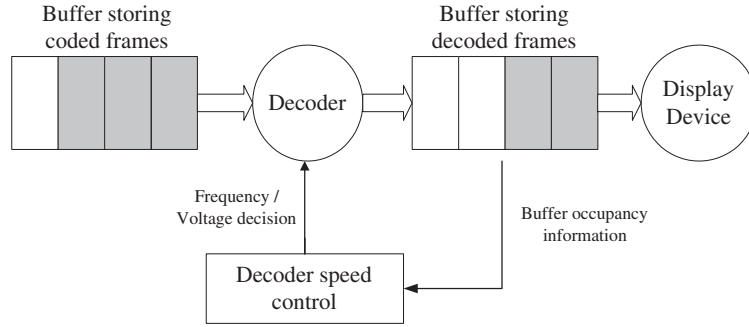 Buffer storing
coded frames
Buffer storing
decoded frames
Decoder
Display
Device
Frequency /
Voltage decision
Buffer occupancy
information
Decoder speed
control